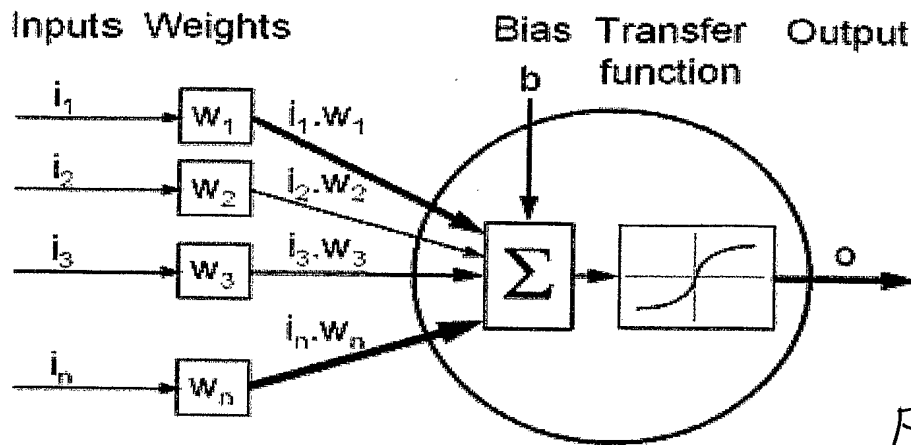 Inputs Weights Bias Transfer function Output
b
i₁ w₁ i₁.w₁
i₂ w₂ i₂.w₂
i₃ w₃ i₃.w₃
Σ o
iₙ wₙ iₙ.wₙ